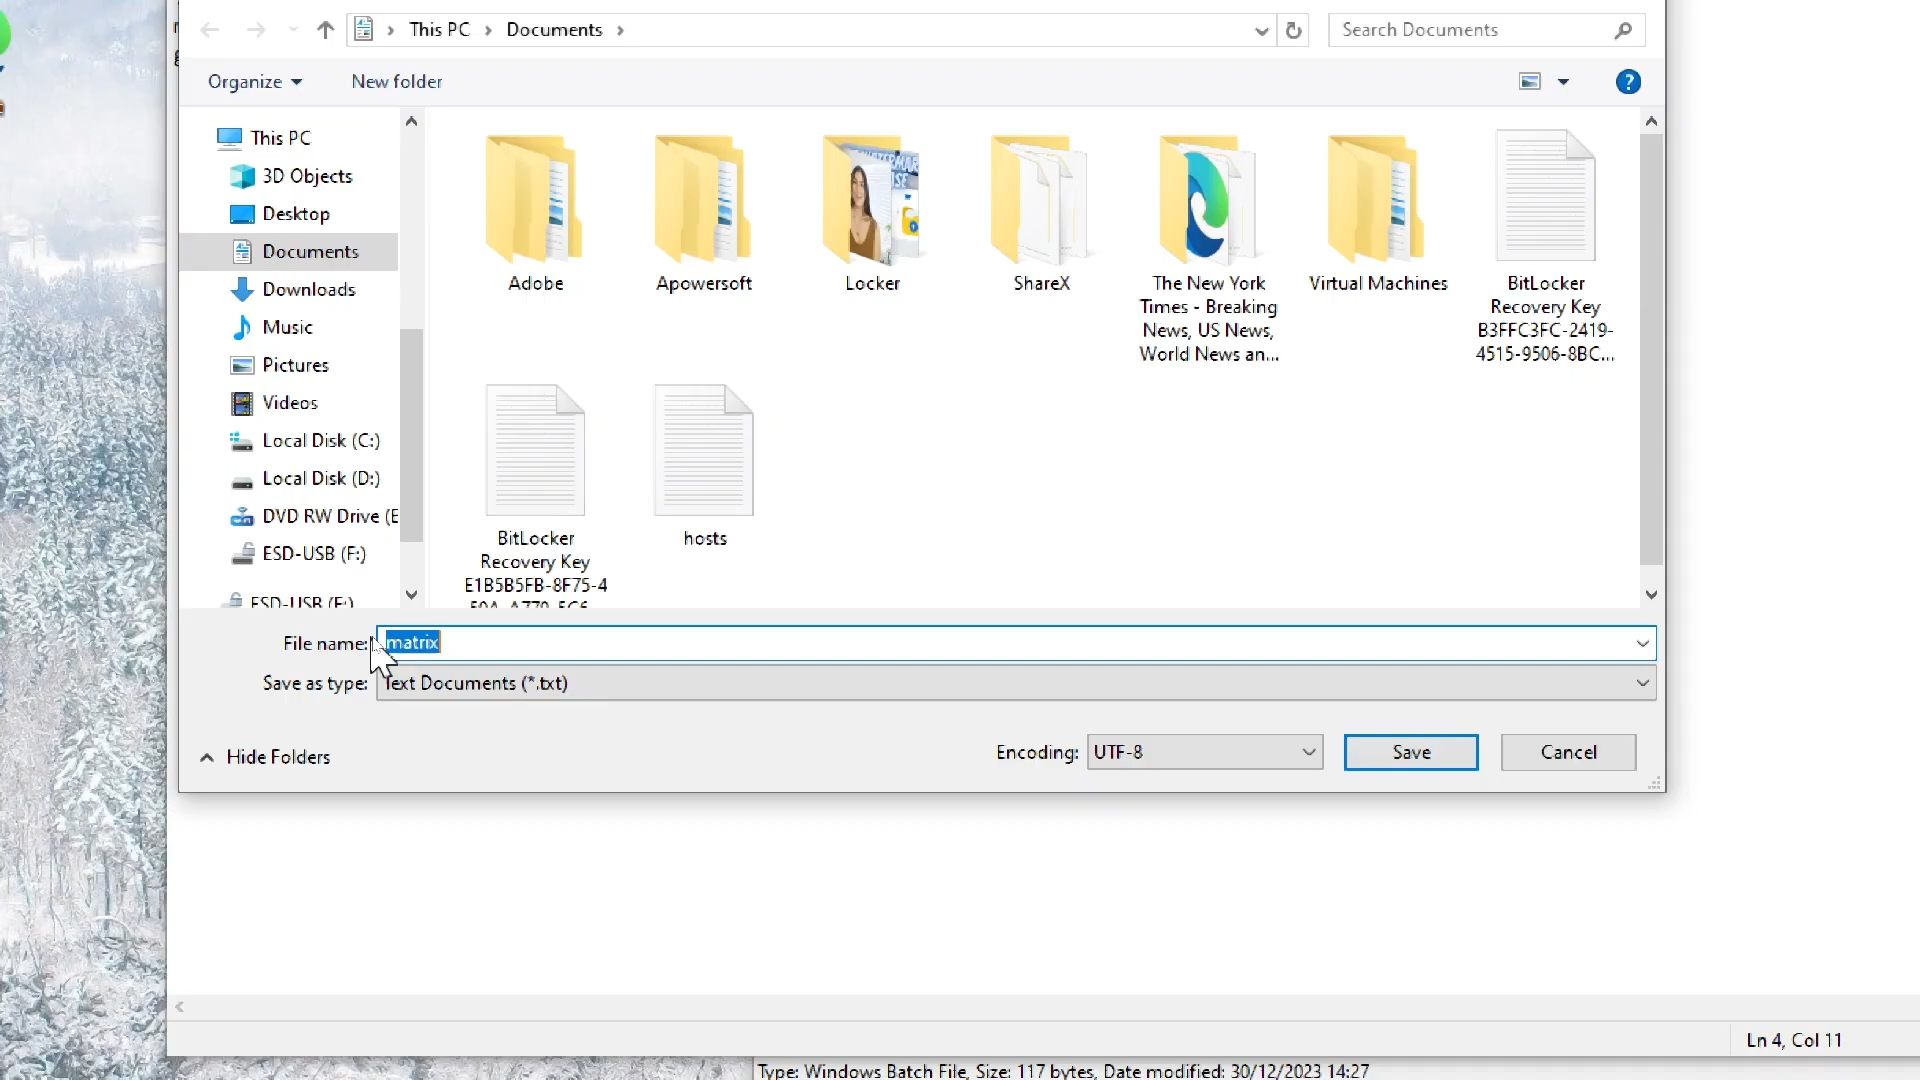 This PC
Documents
Search Documents
Organize
New folder
This PC
3D Objects
Desktop
Documents
Downloads
Music
Pictures
Videos
Local Disk (C:)
Local Disk (D:)
DVD RW Drive (E
ESD-USB (F:)
ESD-USB (F:)
Adobe
Apowersoft
Locker
ShareX
The New York
Times - Breaking
News, US News,
World News an...
Virtual Machines
BitLocker
Recovery Key
B3FFC3FC-2419-
4515-9506-8BC...
BitLocker
Recovery Key
E1B5B5FB-8F75-4
hosts
File name:
matrix
Save as type:
Text Documents (*.txt)
Hide Folders
Encoding:
UTF-8
Save
Cancel
Ln 4, Col 11
Type: Windows Batch File, Size: 117 bytes, Date modified: 30/12/2023 14:27